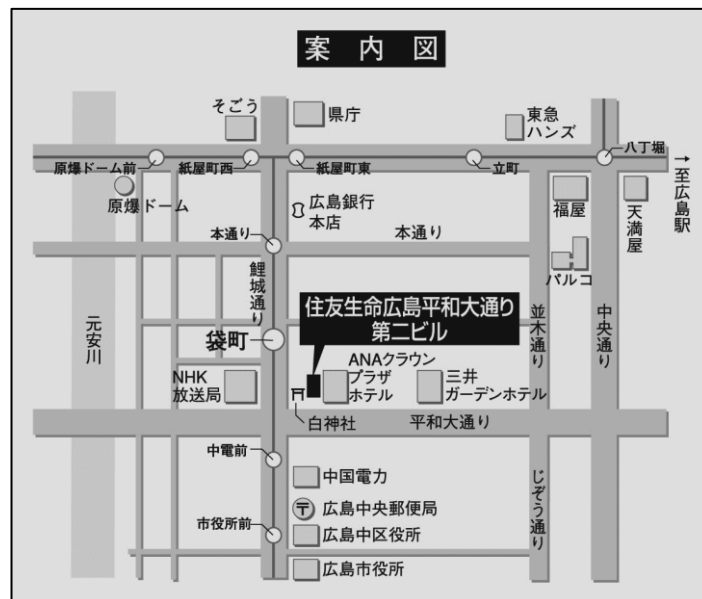 案内図
そごう
県庁
東急
ハンズ
八丁堀
原爆ドーム前
紙屋町西
紙屋町東
立町
→至広島駅
原爆ドーム
広島銀行
本店
福屋
天満屋
本通り
本通り
パルコ
鯉城通り
元安川
住友生命広島平和大通り
第二ビル
並木通り
中央通り
袋町
ANAクラウン
プラザ
ホテル
NHK
放送局
三井
ガーデンホテル
白神社
平和大通り
中電前
中国電力
じぞう通り
〒
広島中央郵便局
市役所前
広島中区役所
広島市役所